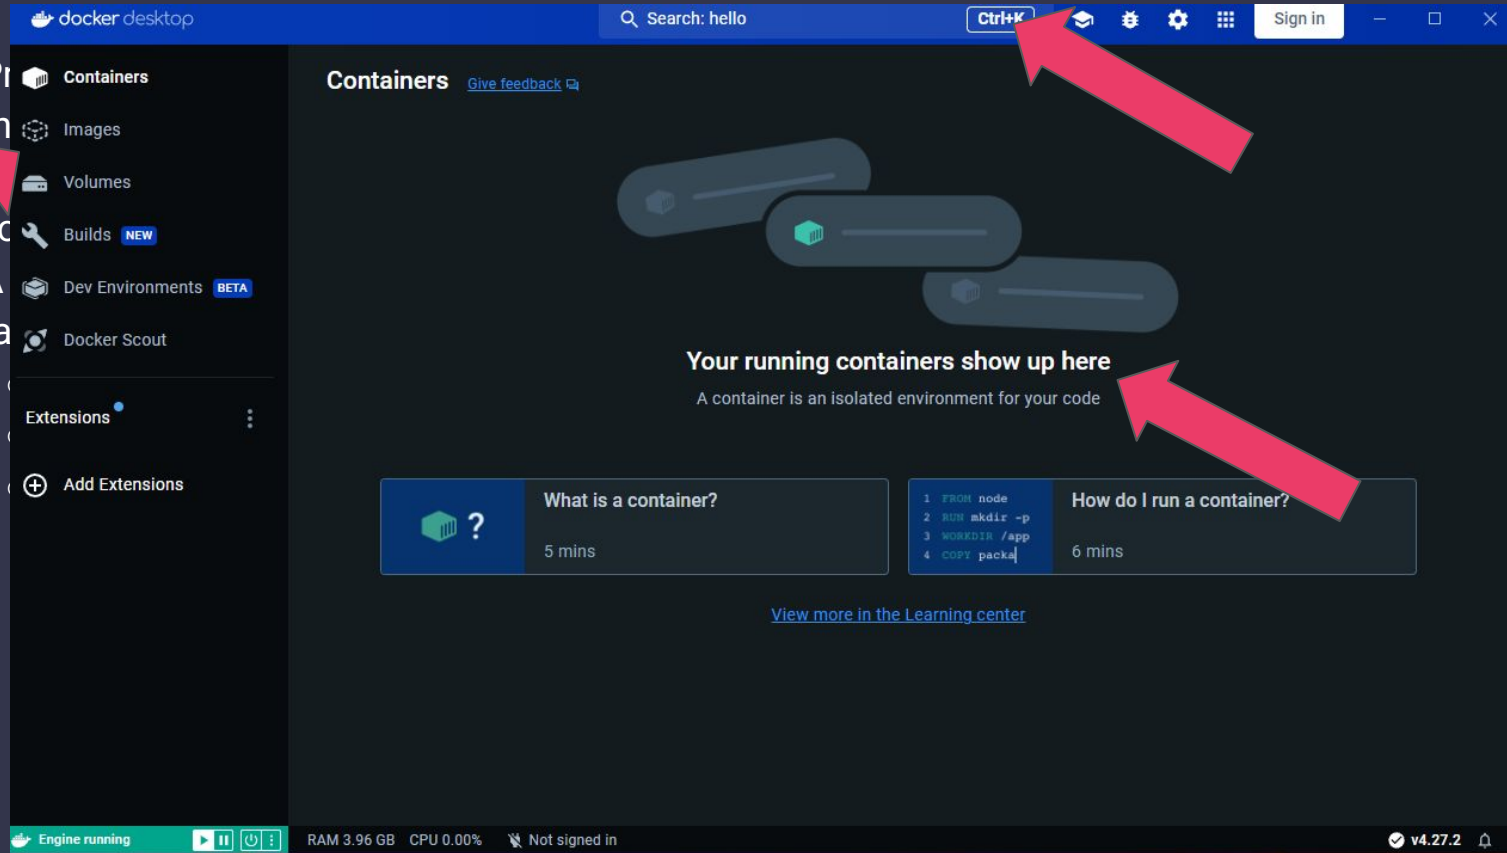 docker desktop
Search: hello
Ctrl+K
Sign in
Containers
Images
Volumes
Builds NEW
Dev Environments BETA
Docker Scout
Extensions
Add Extensions
Containers Give feedback
Your running containers show up here
A container is an isolated environment for your code
What is a container?
5 mins
1 FROM node
2 RUN mkdir -p
3 WORKDIR /app
4 COPY packa
How do I run a container?
6 mins
View more in the Learning center
Engine running
RAM 3.96 GB CPU 0.00% Not signed in
v4.27.2